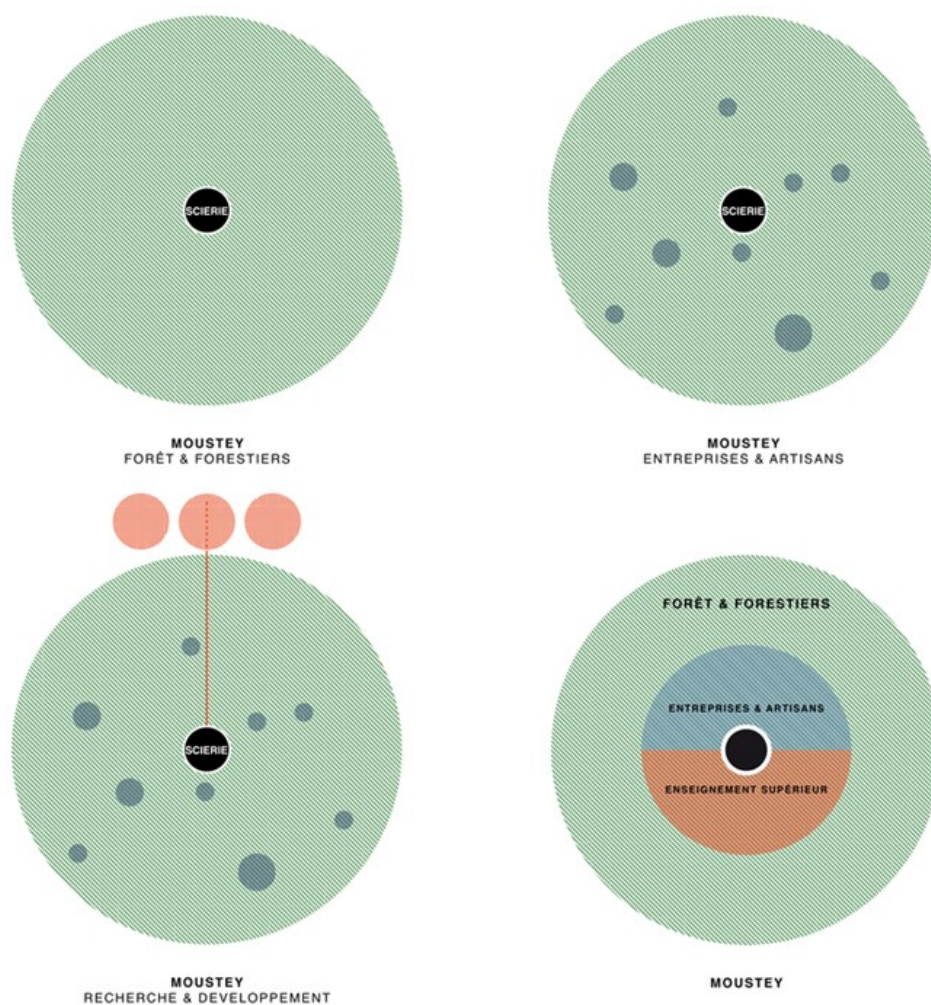 SCIERIE
MOUSTEY
FORÊT & FORESTIERS
SCIERIE
MOUSTEY
ENTREPRISES & ARTISANS
SCIERIE
MOUSTEY
RECHERCHE & DEVELOPPEMENT
FORÊT & FORESTIERS
ENTREPRISES & ARTISANS
ENSEIGNEMENT SUPÉRIEUR
MOUSTEY